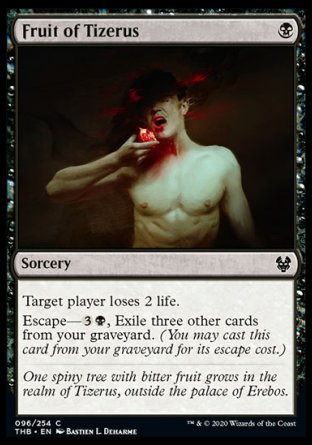 Fruit of Tizerus
Sorcery
Target player loses 2 life.
Escape—3, Exile three other cards
from your graveyard. (You may cast this
card from your graveyard for its escape cost.)
One spiny tree with bitter fruit grows in the
realm of Tizerus, outside the palace of Erebos.
096/254 C
THB • EN Bastien L. Deharme
™ & © 2020 Wizards of the Coast